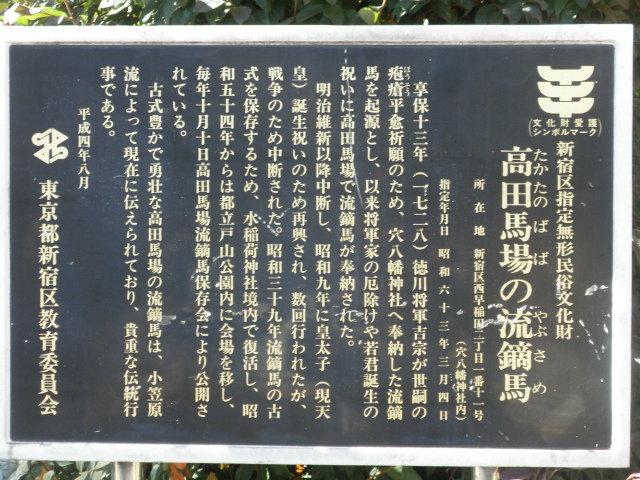 文化財愛護
シンボルマーク
新宿区指定無形民俗文化財
たかたのばば やぶさめ
高田馬場の流鏑馬
所在地 新宿区西早稲田二丁目一番十一号
(穴八幡神社内)
指定年月日 昭和六十三年三月四日
享保十三年(一七二八)徳川将軍吉宗が世嗣の
ほうそう
疱瘡平愈祈願のため、穴八幡神社へ奉納した流鏑
馬を起源とし、以来将軍家の厄除けや若君誕生の
祝いに高田馬場で流鏑馬が奉納された。
明治維新以降中断し、昭和九年に皇太子(現天
皇)誕生祝いのため再興され、数回行われたが、
戦争のため中断された。昭和三十九年流鏑馬の古
式を保存するため、水稲荷神社境内で復活し、昭
和五十四年からは都立戸山公園内に会場を移し、
毎年十月十日高田馬場流鏑馬保存会により公開さ
れている。
古式豊かで勇壮な高田馬場の流鏑馬は、小笠原
流によって現在に伝えられており、貴重な伝統行
事である。
平成四年八月
東京都新宿区教育委員会